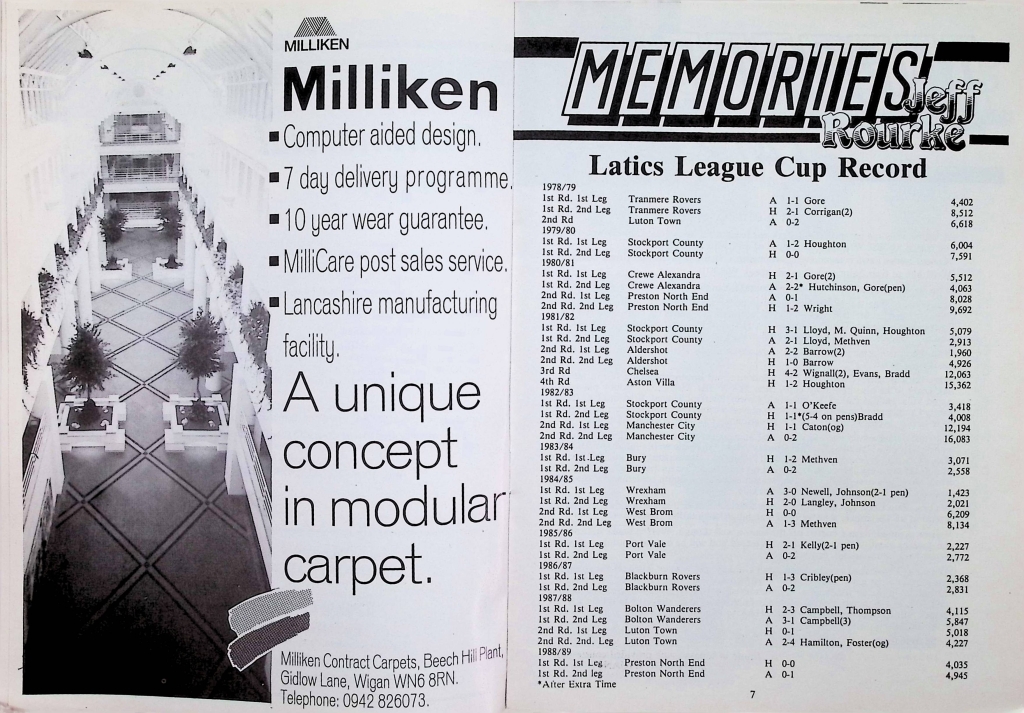 MILLIKEN
Milliken
Computer aided design.
7 day delivery programme.
10 year wear guarantee.
MilliCare post sales service.
Lancashire manufacturing
facility.
A unique
concept
in modular
carpet.
Milliken Contract Carpets, Beech Hill Plant,
Gidlow Lane, Wigan WN6 8RN.
Telephone: 0942 826073.
MEMORIES
Jeff
Rourke
Latics League Cup Record
1978/79
1st Rd. 1st Leg Tranmere Rovers A 1-1 Gore 4,402
1st Rd. 2nd Leg Tranmere Rovers H 2-1 Corrigan(2) 8,512
2nd Rd Luton Town A 0-2 6,618
1979/80
1st Rd. 1st Leg Stockport County A 1-2 Houghton 6,004
1st Rd. 2nd Leg Stockport County H 0-0 7,591
1980/81
1st Rd. 1st Leg Crewe Alexandra H 2-1 Gore(2) 5,512
1st Rd. 2nd Leg Crewe Alexandra A 2-2* Hutchinson, Gore(pen) 4,063
2nd Rd. 1st Leg Preston North End A 0-1 8,028
2nd Rd. 2nd Leg Preston North End H 1-2 Wright 9,692
1981/82
1st Rd. 1st Leg Stockport County H 3-1 Lloyd, M. Quinn, Houghton 5,079
1st Rd. 2nd Leg Stockport County A 2-1 Lloyd, Methven 2,913
2nd Rd. 1st Leg Aldershot A 2-2 Barrow(2) 1,960
2nd Rd. 2nd Leg Aldershot H 1-0 Barrow 4,926
3rd Rd Chelsea H 4-2 Wignall(2), Evans, Bradd 12,063
4th Rd Aston Villa H 1-2 Houghton 15,362
1982/83
1st Rd. 1st Leg Stockport County A 1-1 O'Keefe 3,418
1st Rd. 2nd Leg Stockport County H 1-1*(5-4 on pens)Bradd 4,008
2nd Rd. 1st Leg Manchester City H 1-1 Caton(og) 12,194
2nd Rd. 2nd Leg Manchester City A 0-2 16,083
1983/84
1st Rd. 1st Leg Bury H 1-2 Methven 3,071
1st Rd. 2nd Leg Bury A 0-2 2,558
1984/85
1st Rd. 1st Leg Wrexham A 3-0 Newell, Johnson(2-1 pen) 1,423
1st Rd. 2nd Leg Wrexham H 2-0 Langley, Johnson 2,021
2nd Rd. 1st Leg West Brom H 0-0 6,209
2nd Rd. 2nd Leg West Brom A 1-3 Methven 8,134
1985/86
1st Rd. 1st Leg Port Vale H 2-1 Kelly(2-1 pen) 2,227
1st Rd. 2nd Leg Port Vale A 0-2 2,772
1986/87
1st Rd. 1st Leg Blackburn Rovers H 1-3 Cribley(pen) 2,368
1st Rd. 2nd Leg Blackburn Rovers A 0-2 2,831
1987/88
1st Rd. 1st Leg Bolton Wanderers H 2-3 Campbell, Thompson 4,115
1st Rd. 2nd Leg Bolton Wanderers A 3-1 Campbell(3) 5,847
2nd Rd. 1st Leg Luton Town H 0-1 5,018
2nd Rd. 2nd. Leg Luton Town A 2-4 Hamilton, Foster(og) 4,227
1988/89
1st Rd. 1st Leg Preston North End H 0-0 4,035
1st Rd. 2nd leg Preston North End A 0-1 4,945
*After Extra Time
7